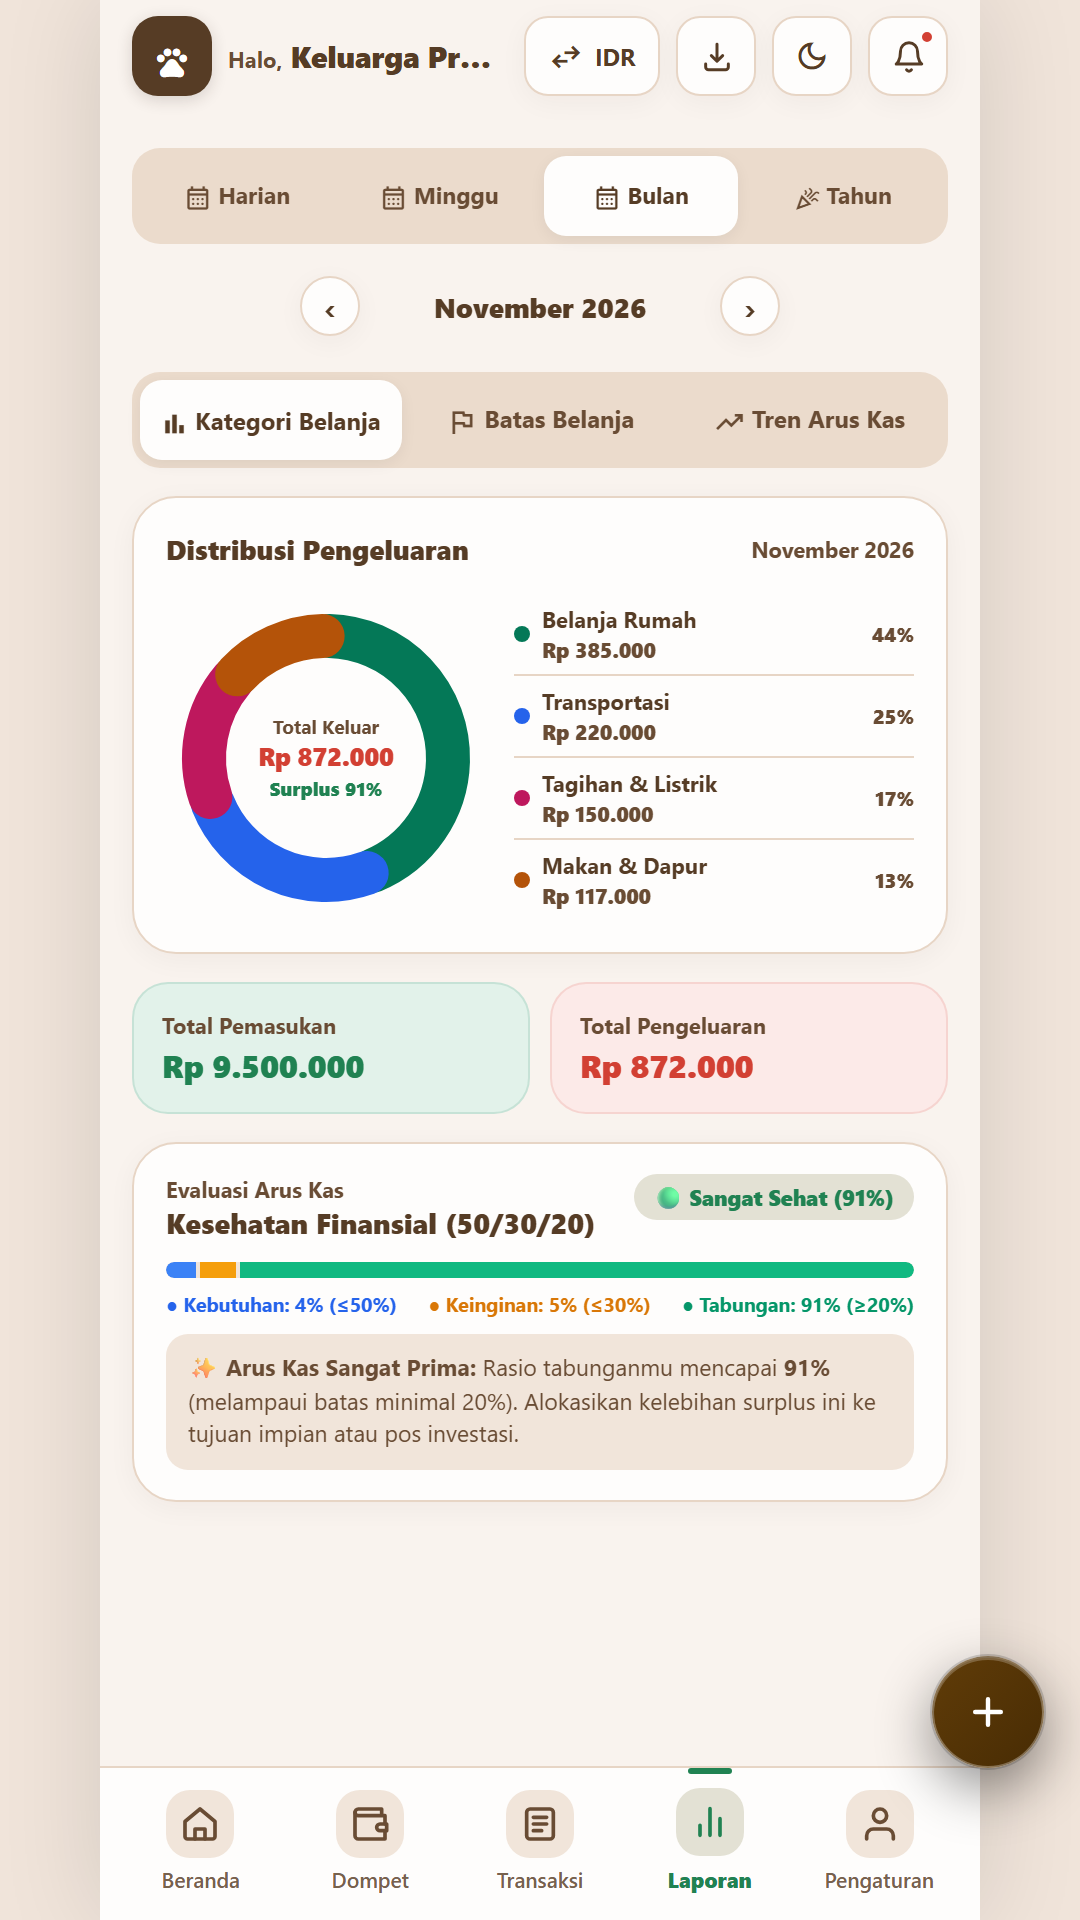 Halo, Keluarga Pr...
IDR
Harian
Minggu
Bulan
Tahun
‹
November 2026
›
Kategori Belanja
Batas Belanja
Tren Arus Kas
Distribusi Pengeluaran
November 2026
Total Keluar
Rp 872.000
Surplus 91%
Belanja Rumah
Rp 385.000
44%
Transportasi
Rp 220.000
25%
Tagihan & Listrik
Rp 150.000
17%
Makan & Dapur
Rp 117.000
13%
Total Pemasukan
Rp 9.500.000
Total Pengeluaran
Rp 872.000
Evaluasi Arus Kas
Kesehatan Finansial (50/30/20)
Sangat Sehat (91%)
● Kebutuhan: 4% (≤50%)
● Keinginan: 5% (≤30%)
● Tabungan: 91% (≥20%)
✨ Arus Kas Sangat Prima: Rasio tabunganmu mencapai 91%
(melampaui batas minimal 20%). Alokasikan kelebihan surplus ini ke
tujuan impian atau pos investasi.
+
Beranda
Dompet
Transaksi
Laporan
Pengaturan